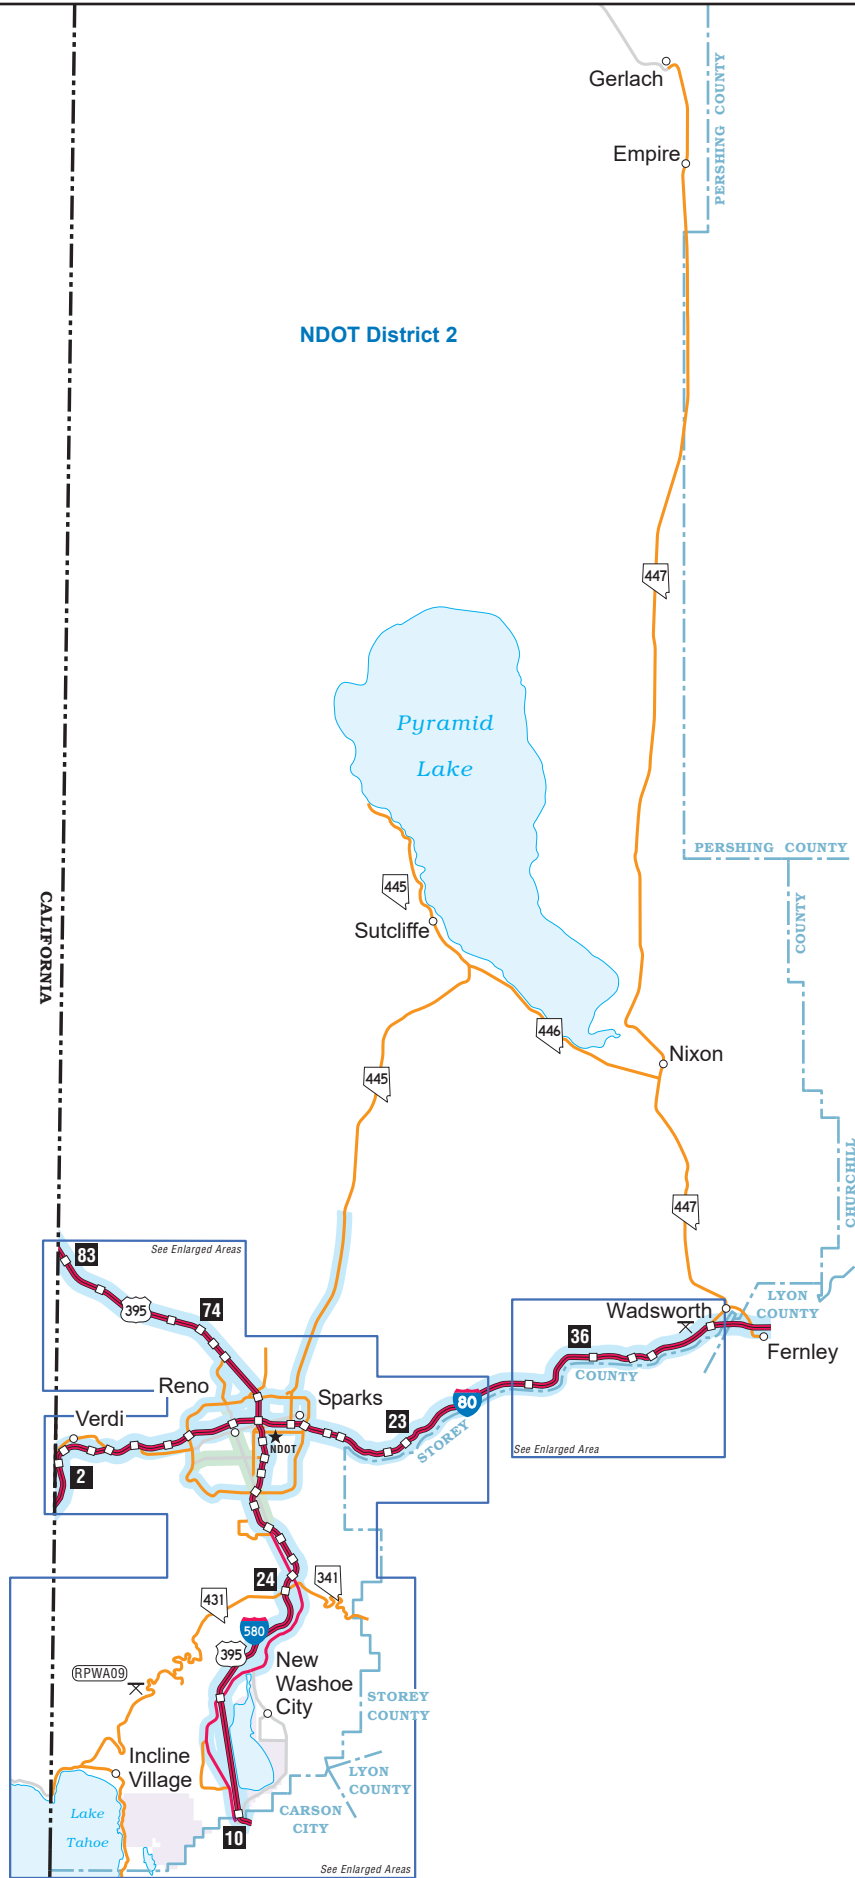 Gerlach
PERSHING COUNTY
Empire
NDOT District 2
447
Pyramid
Lake
PERSHING COUNTY
445
CALIFORNIA
COUNTY
Sutcliffe
446
Nixon
445
CHURCHILL
447
83
See Enlarged Areas
395
74
LYON
COUNTY
Wadsworth
36
Fernley
COUNTY
Reno
Sparks
80
Verdi
23
STOREY
NDOT
See Enlarged Area
2
24
341
431
580
395
New
Washoe
City
RPWA09
STOREY
COUNTY
Incline
Village
LYON
COUNTY
CARSON
CITY
Lake
Tahoe
10
See Enlarged Areas